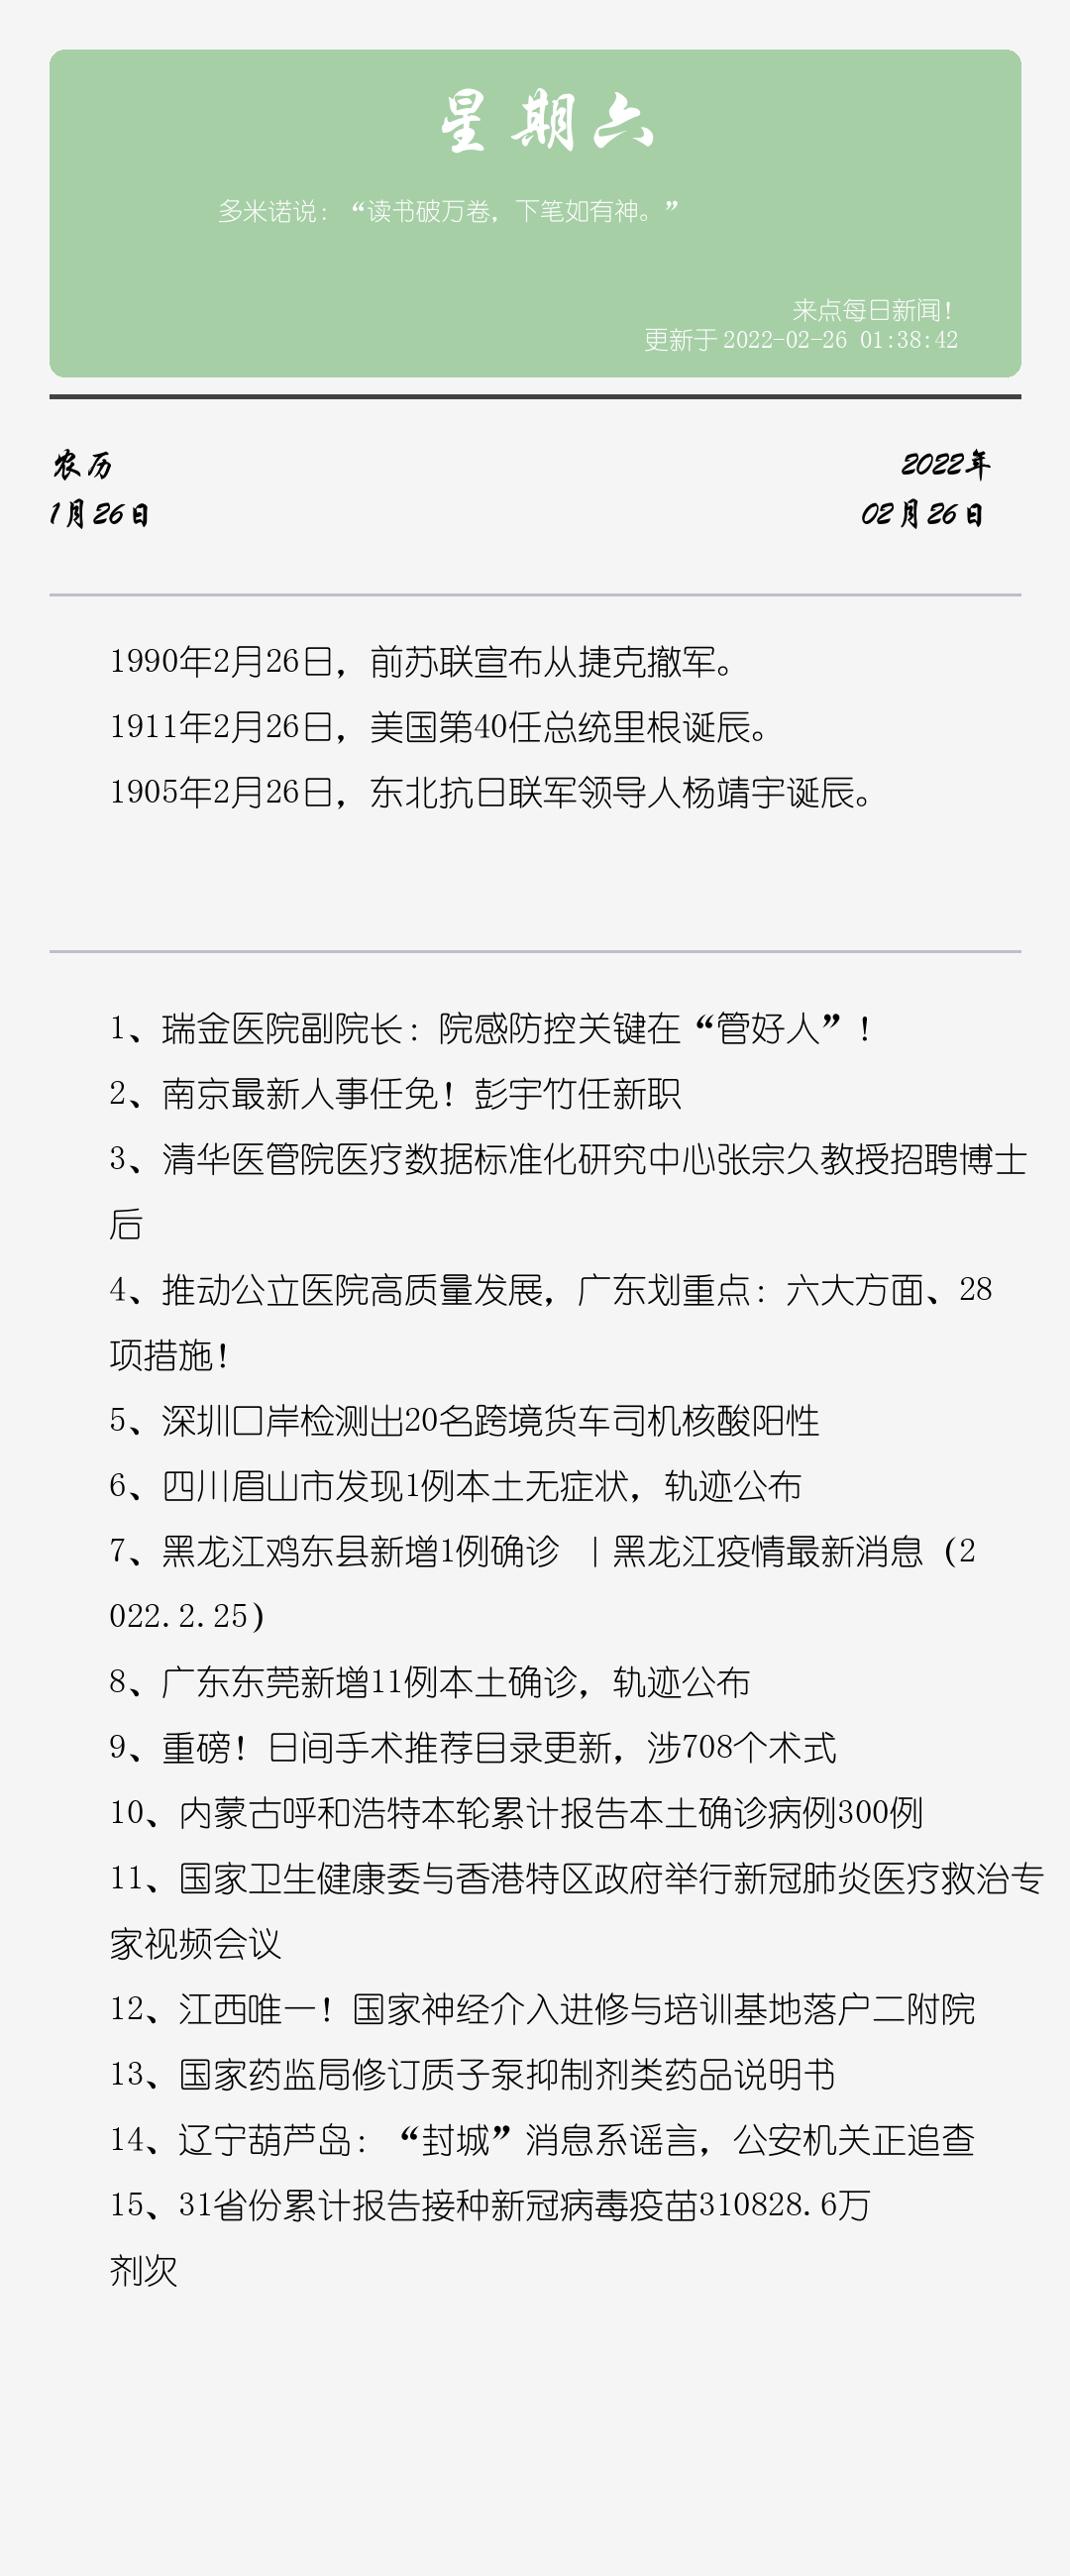 星期六
多米诺说：“读书破万卷，下笔如有神。”
来点每日新闻！
更新于 2022-02-26 01:38:42
农历
2022年
1月26日
02月26日
1990年2月26日，前苏联宣布从捷克撤军。
1911年2月26日，美国第40任总统里根诞辰。
1905年2月26日，东北抗日联军领导人杨靖宇诞辰。
1、瑞金医院副院长：院感防控关键在“管好人”！
2、南京最新人事任免！彭宇竹任新职
3、清华医管院医疗数据标准化研究中心张宗久教授招聘博士
后
4、推动公立医院高质量发展，广东划重点：六大方面、28
项措施！
5、深圳口岸检测出20名跨境货车司机核酸阳性
6、四川眉山市发现1例本土无症状，轨迹公布
7、黑龙江鸡东县新增1例确诊 丨黑龙江疫情最新消息（2
022.2.25）
8、广东东莞新增11例本土确诊，轨迹公布
9、重磅！日间手术推荐目录更新，涉708个术式
10、内蒙古呼和浩特本轮累计报告本土确诊病例300例
11、国家卫生健康委与香港特区政府举行新冠肺炎医疗救治专
家视频会议
12、江西唯一！国家神经介入进修与培训基地落户二附院
13、国家药监局修订质子泵抑制剂类药品说明书
14、辽宁葫芦岛：“封城”消息系谣言，公安机关正追查
15、31省份累计报告接种新冠病毒疫苗310828.6万
剂次